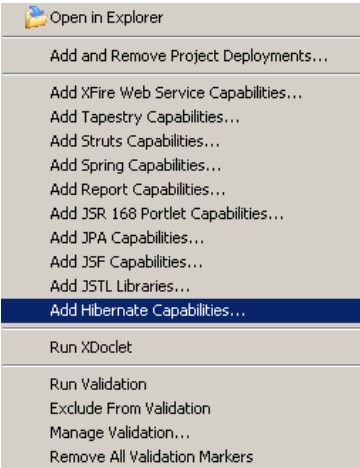 Open in Explorer
Add and Remove Project Deployments...
Add XFire Web Service Capabilities...
Add Tapestry Capabilities...
Add Struts Capabilities...
Add Spring Capabilities...
Add Report Capabilities...
Add JSR 168 Portlet Capabilities...
Add JPA Capabilities...
Add JSF Capabilities...
Add JSTL Libraries...
Add Hibernate Capabilities...
Run XDoclet
Run Validation
Exclude From Validation
Manage Validation...
Remove All Validation Markers